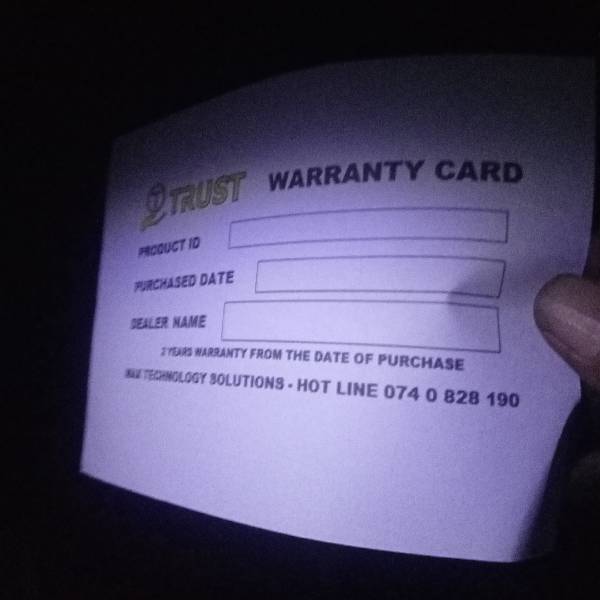 TRUST WARRANTY CARD
PRODUCT ID
PURCHASED DATE
DEALER NAME
2 YEARS WARRANTY FROM THE DATE OF PURCHASE
TECHNOLOGY SOLUTIONS - HOT LINE 074 0 828 190